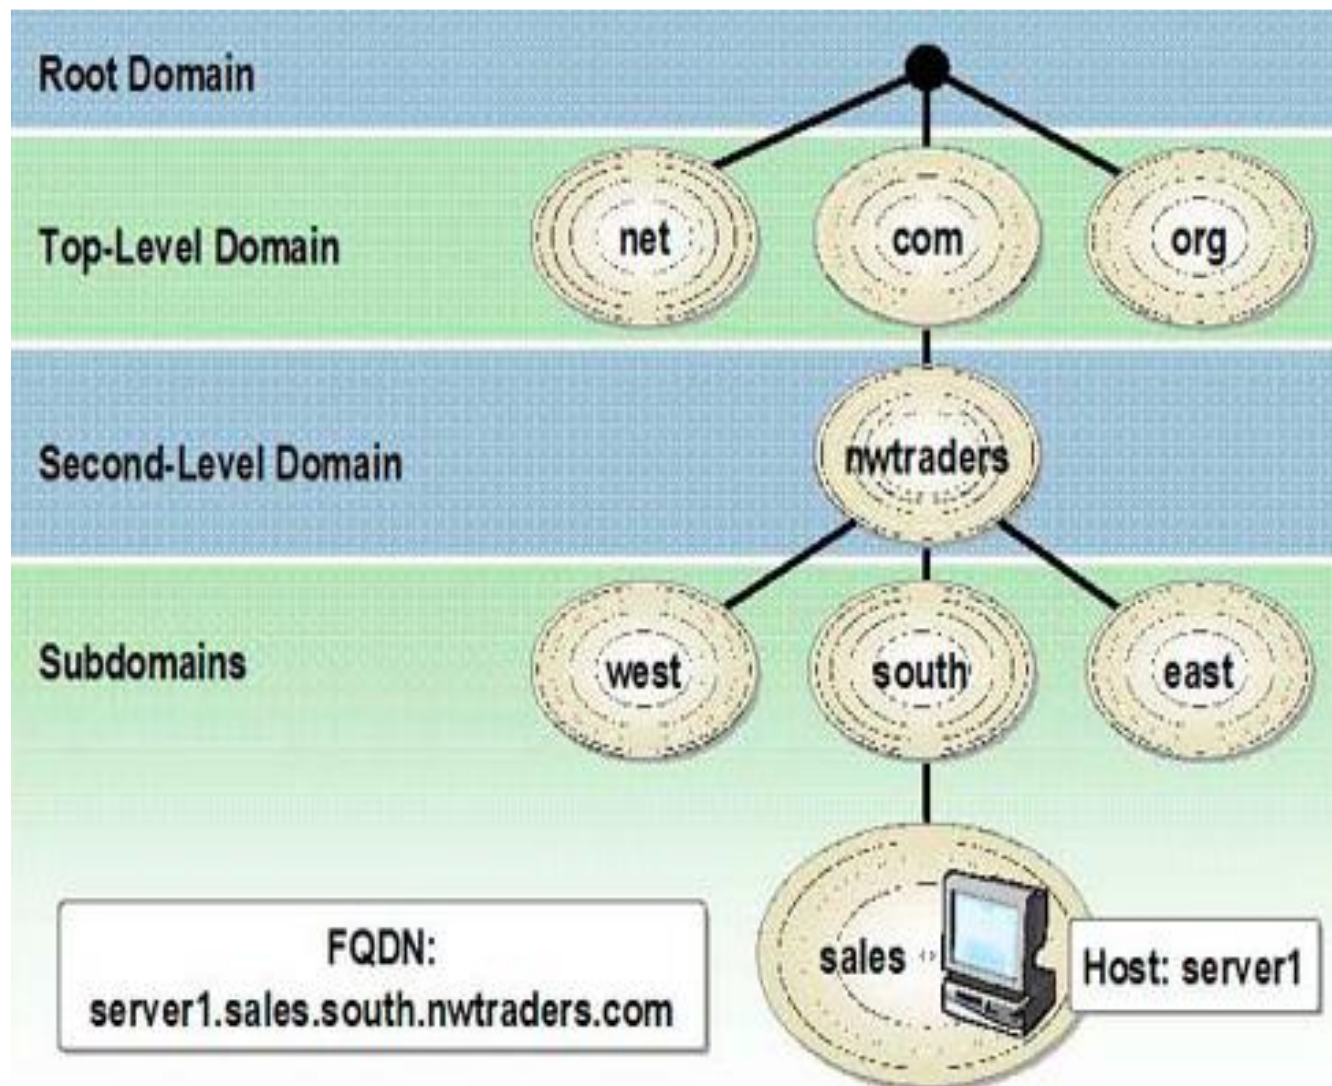 Root Domain
Top-Level Domain
net
com
org
Second-Level Domain
nwtraders
Subdomains
west
south
east
sales
Host: server1
FQDN:
server1.sales.south.nwtraders.com